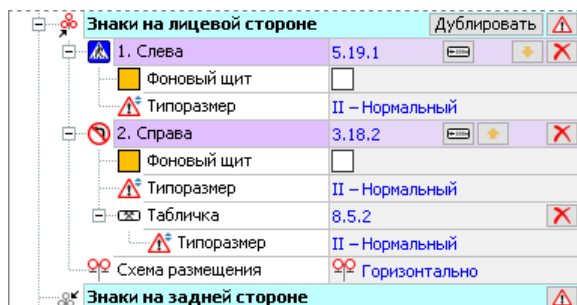 Знаки на лицевой стороне Дублировать
1. Слева 5.19.1
Фоновый щит
Типоразмер II – Нормальный
2. Справа 3.18.2
Фоновый щит
Типоразмер II – Нормальный
Табличка 8.5.2
Типоразмер II – Нормальный
Схема размещения Горизонтально
Знаки на задней стороне